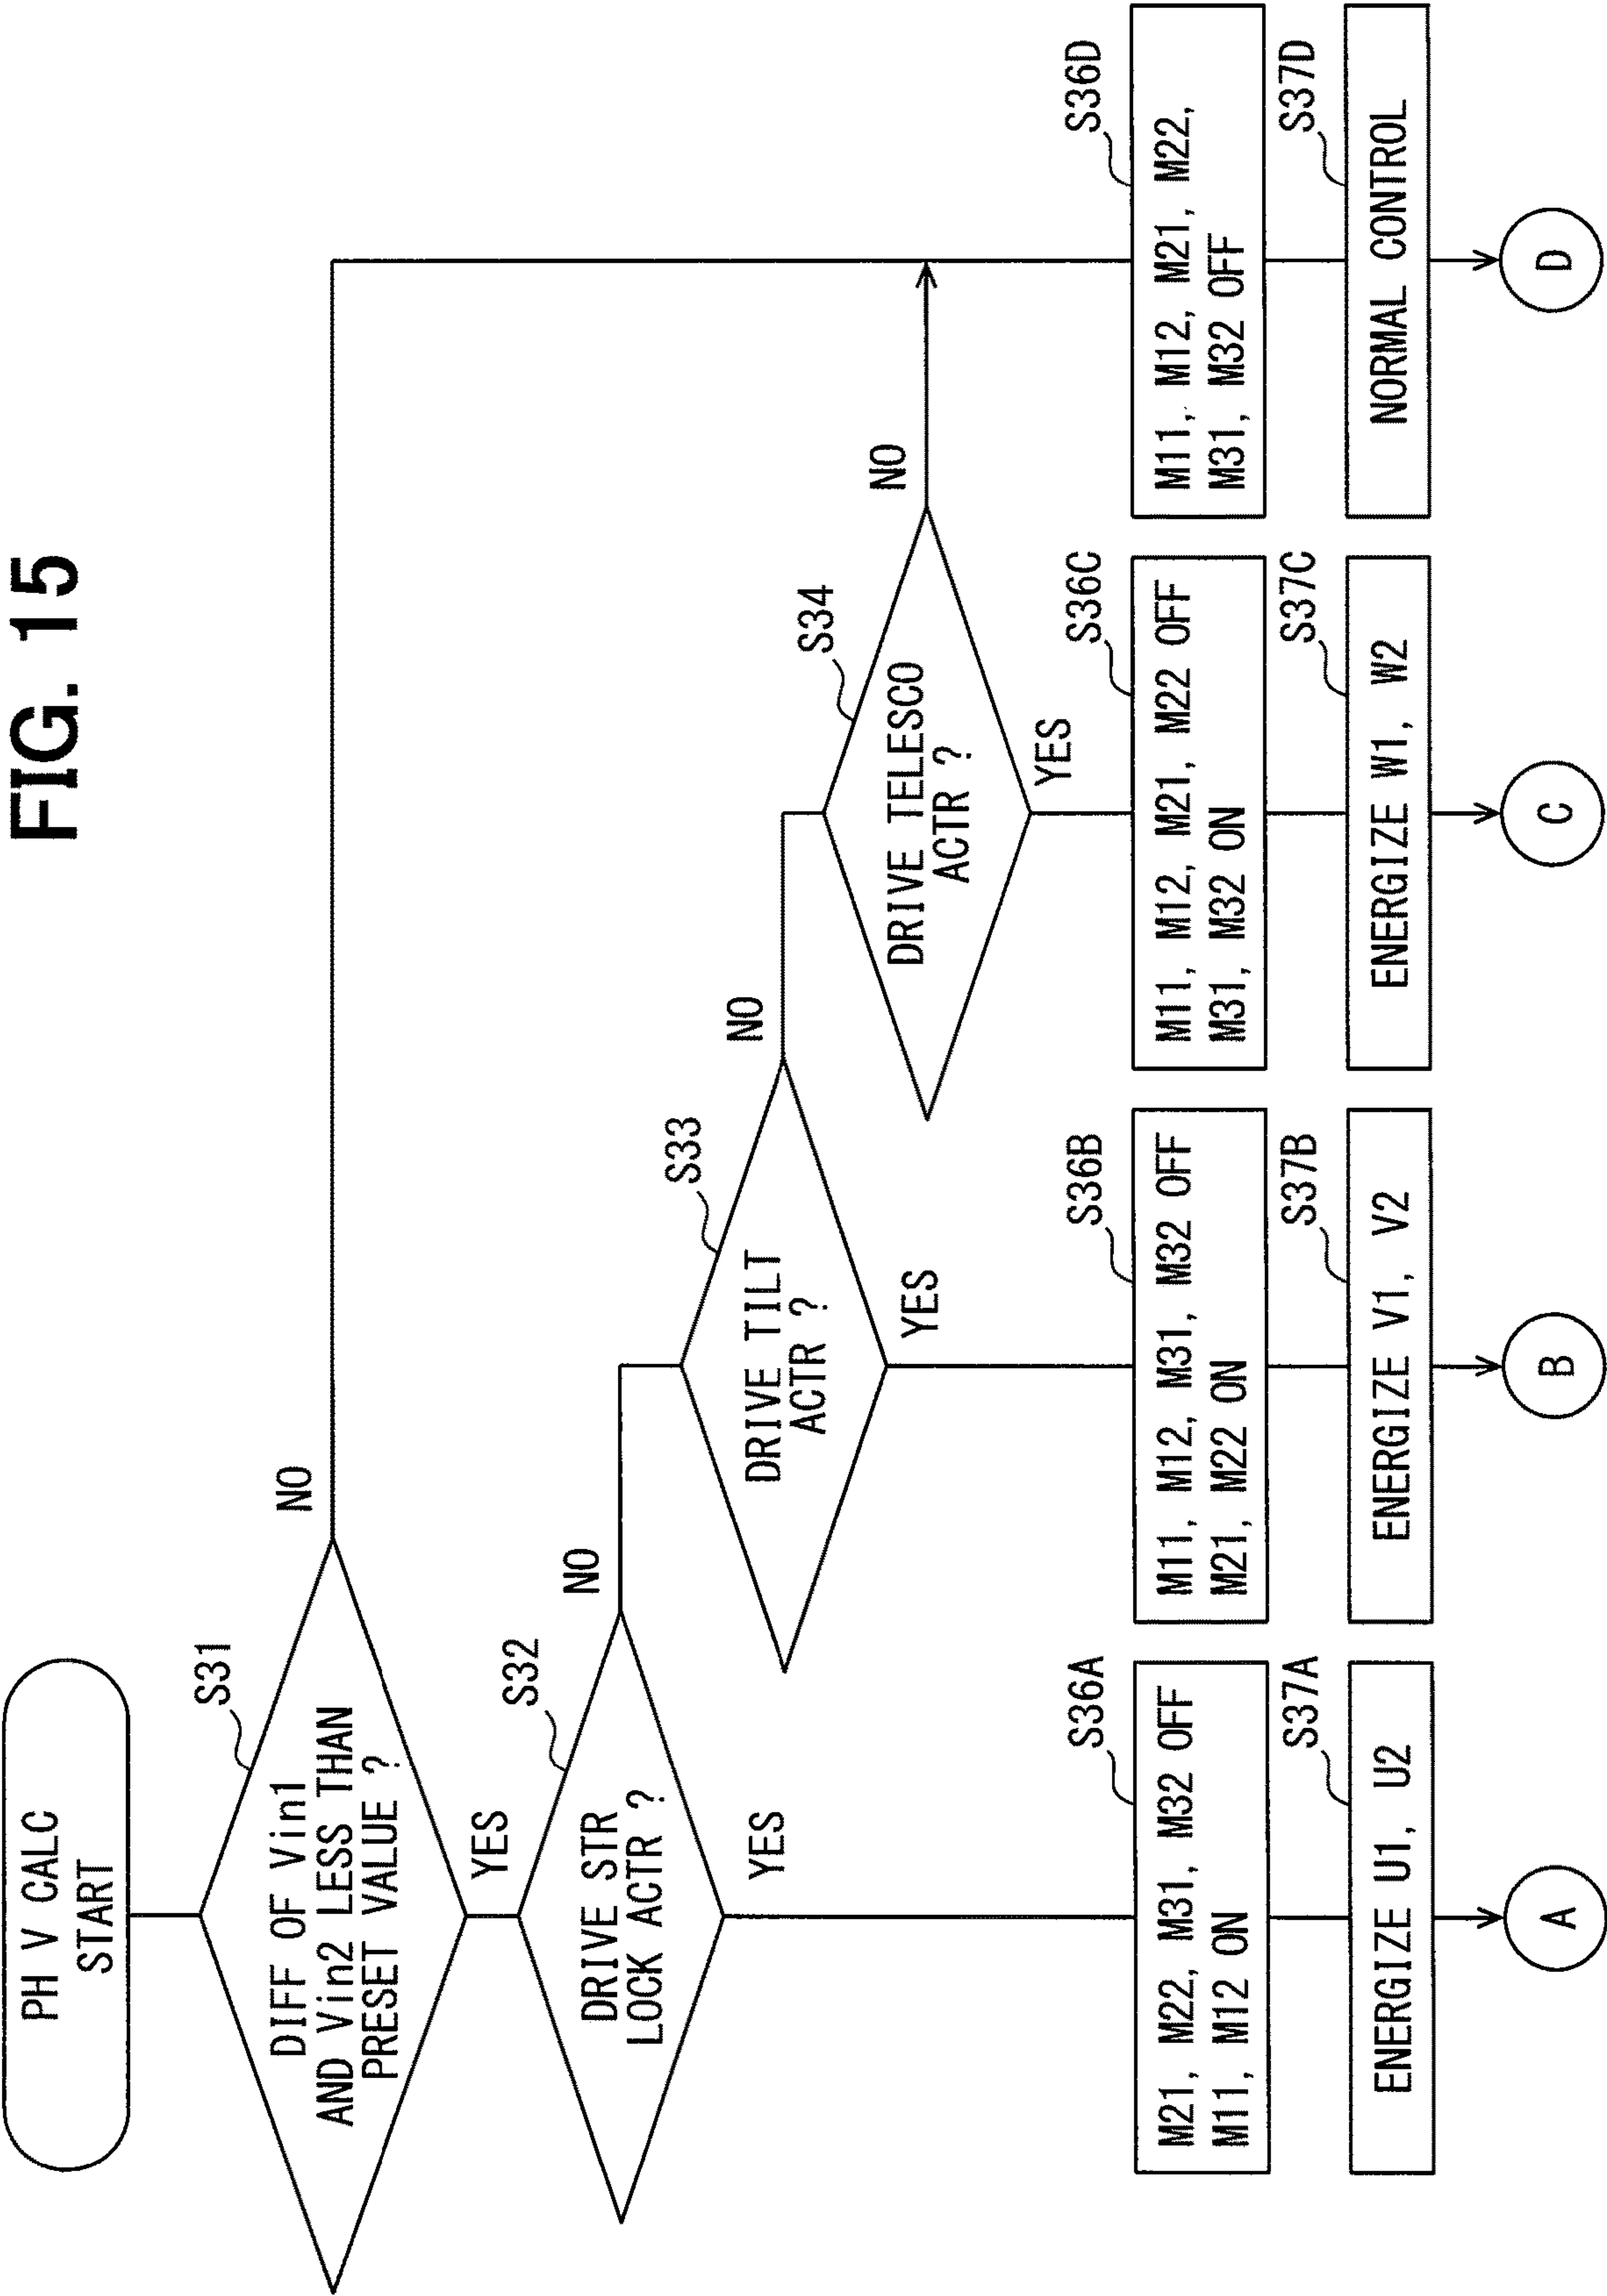 FIG. 15
PH V CALC
START
S31
DIFF OF Vin1
AND Vin2 LESS THAN
PRESET VALUE ?
NO
YES
S32
DRIVE STR
LOCK ACTR ?
NO
YES
S33
DRIVE TILT
ACTR ?
NO
YES
S34
DRIVE TELESCO
ACTR ?
NO
YES
S36A
M21, M22, M31, M32 OFF
M11, M12 ON
S36B
M11, M12, M31, M32 OFF
M21, M22 ON
S36C
M11, M12, M21, M22 OFF
M31, M32 ON
S36D
M11, M12, M21, M22,
M31, M32 OFF
S37A
ENERGIZE U1, U2
S37B
ENERGIZE V1, V2
S37C
ENERGIZE W1, W2
S37D
NORMAL CONTROL
A
B
C
D